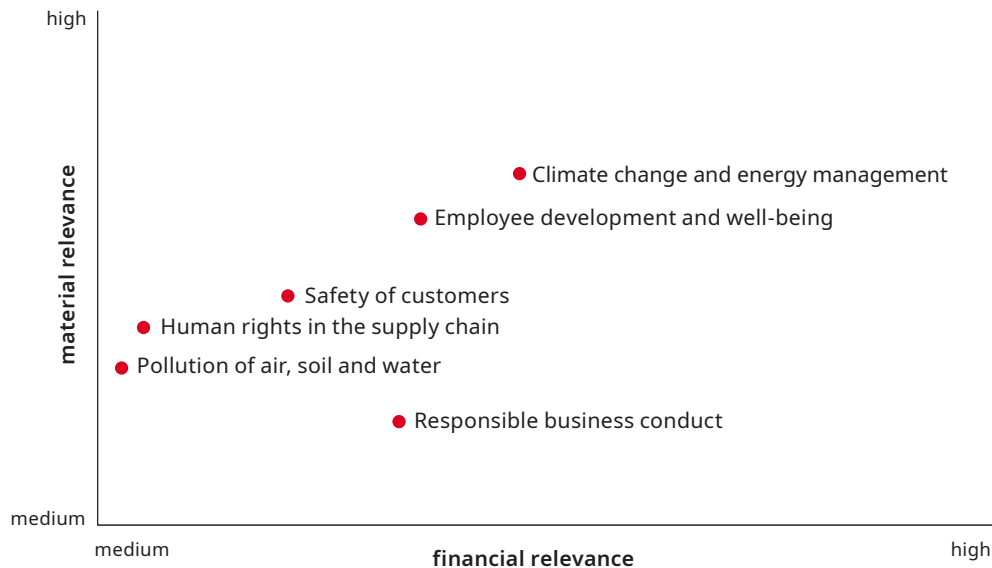 high
material relevance
Climate change and energy management
Employee development and well-being
Safety of customers
Human rights in the supply chain
Pollution of air, soil and water
Responsible business conduct
medium
medium
financial relevance
high